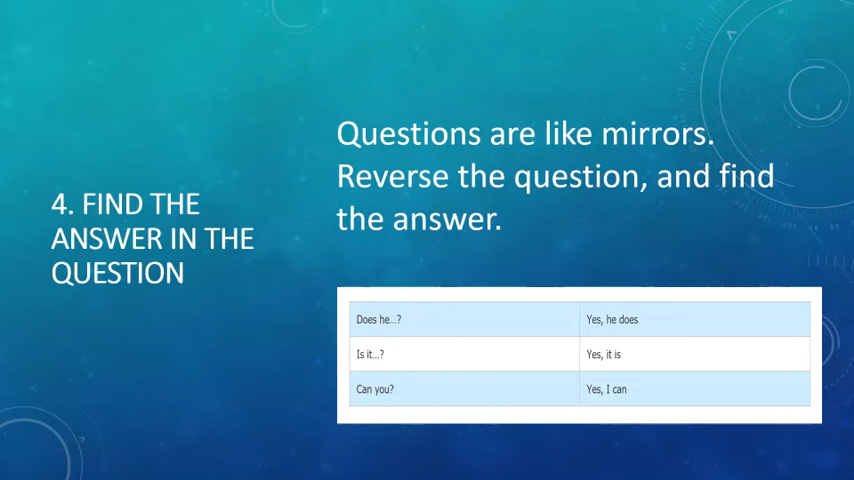 4. FIND THE
ANSWER IN THE
QUESTION
Questions are like mirrors.
Reverse the question, and find
the answer.
Does he...? Yes, he does
Is it...? Yes, it is
Can you? Yes, I can